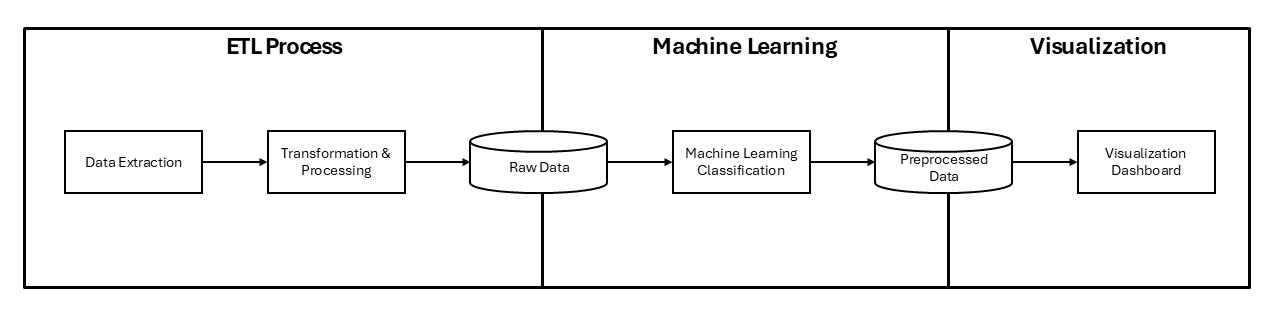 ETL Process
Machine Learning
Visualization
Data Extraction
Transformation &
Processing
Raw Data
Machine Learning
Classification
Preprocessed
Data
Visualization
Dashboard